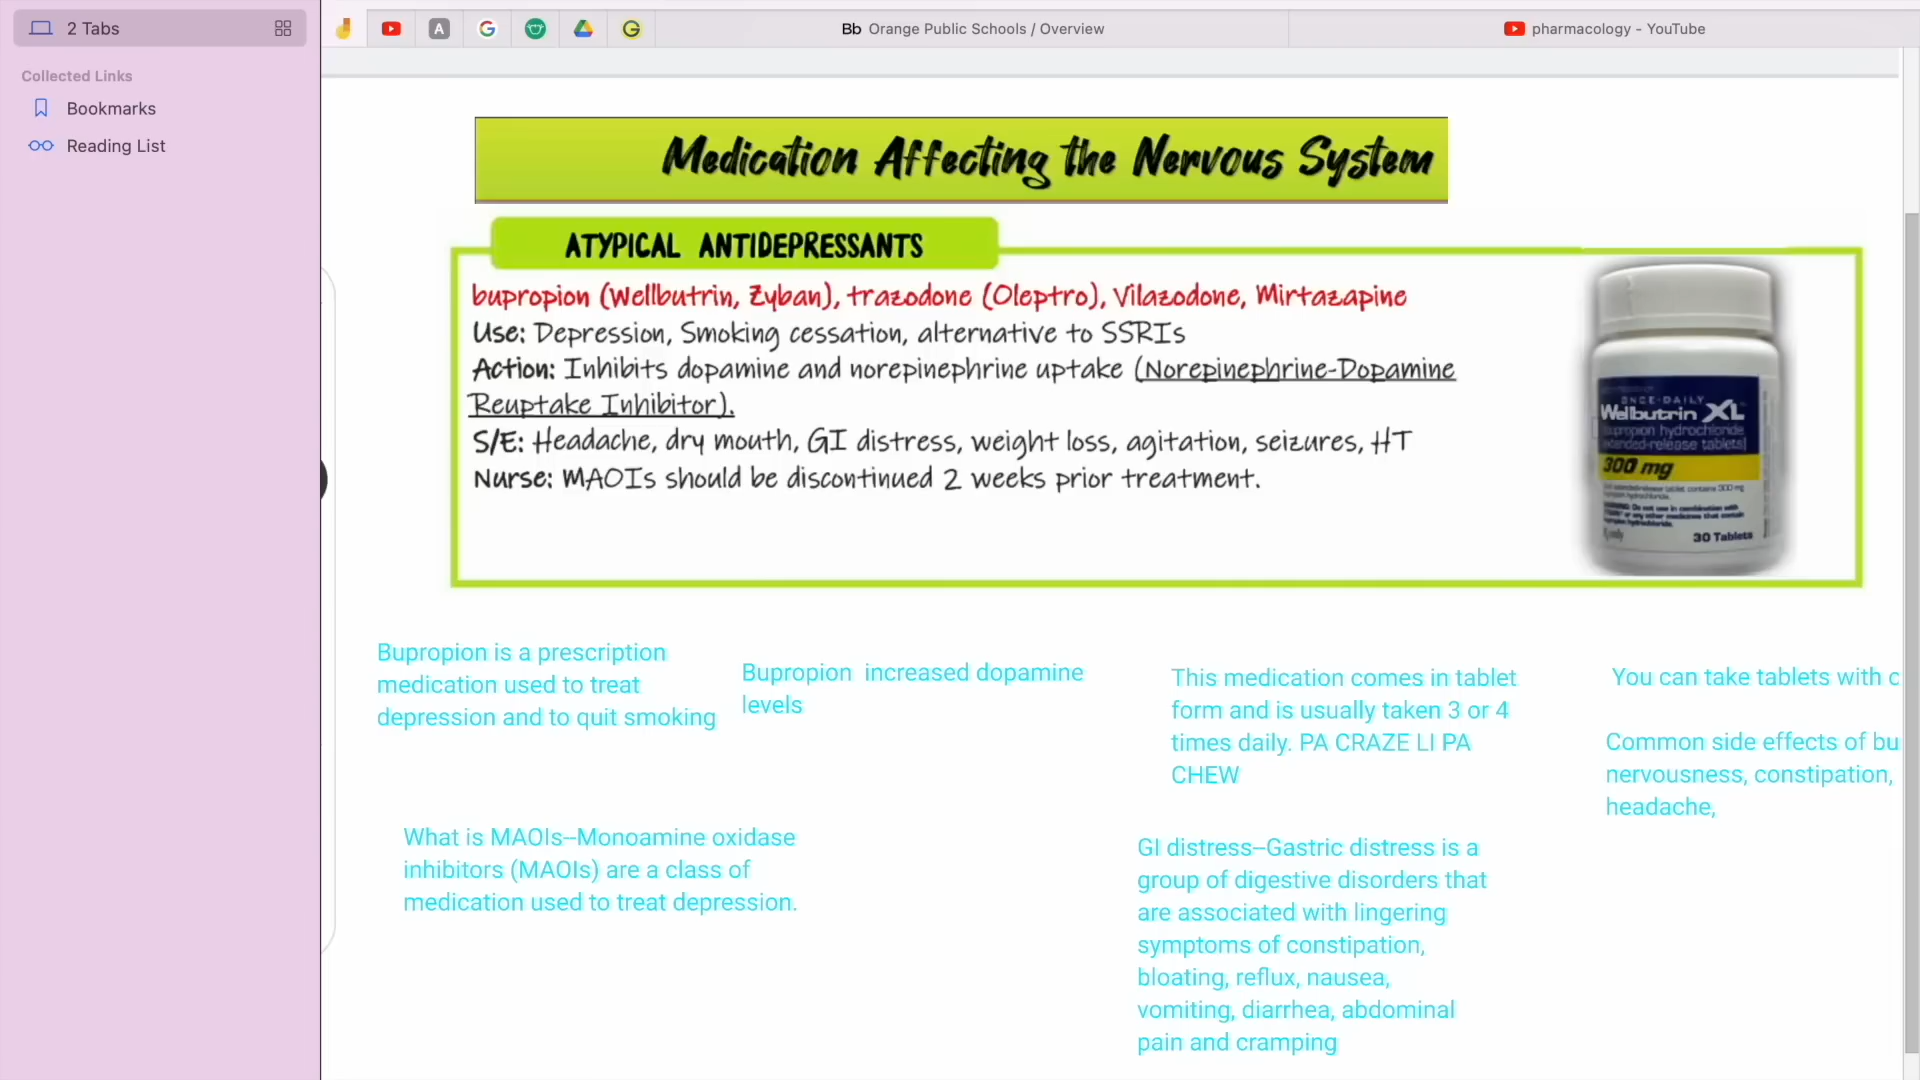 2 Tabs
Collected Links
Bookmarks
Reading List
A
G
G
Bb Orange Public Schools / Overview
pharmacology - YouTube
Medication Affecting the Nervous System
ATYPICAL ANTIDEPRESSANTS
bupropion (Wellbutrin, Zyban), trazodone (Oleptro), Vilazodone, Mirtazapine
Use: Depression, Smoking cessation, alternative to SSRIs
Action: Inhibits dopamine and norepinephrine uptake (Norepinephrine-Dopamine
Reuptake Inhibitor).
S/E: Headache, dry mouth, GI distress, weight loss, agitation, seizures, HT
Nurse: MAOIs should be discontinued 2 weeks prior treatment.
ONCE-DAILY
Wellbutrin XL
bupropion hydrochloride
extended-release tablets
300 mg
30 Tablets
Bupropion is a prescription
medication used to treat
depression and to quit smoking
Bupropion increased dopamine
levels
This medication comes in tablet
form and is usually taken 3 or 4
times daily. PA CRAZE LI PA
CHEW
You can take tablets with
Common side effects of bu
nervousness, constipation,
headache,
What is MAOIs–Monoamine oxidase
inhibitors (MAOIs) are a class of
medication used to treat depression.
GI distress–Gastric distress is a
group of digestive disorders that
are associated with lingering
symptoms of constipation,
bloating, reflux, nausea,
vomiting, diarrhea, abdominal
pain and cramping